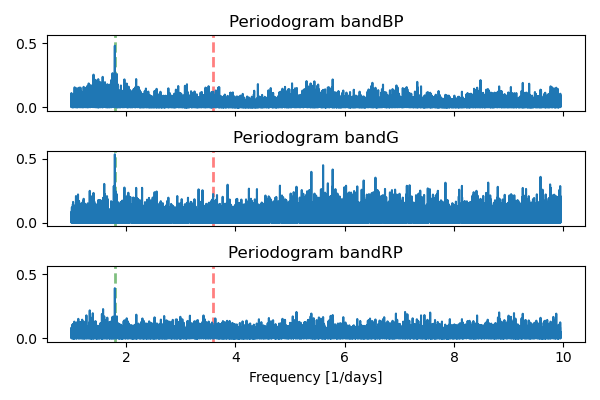 Periodogram bandBP
0.5
0.0
Periodogram bandG
0.5
0.0
Periodogram bandRP
0.5
0.0
2 4 6 8 10
Frequency [1/days]